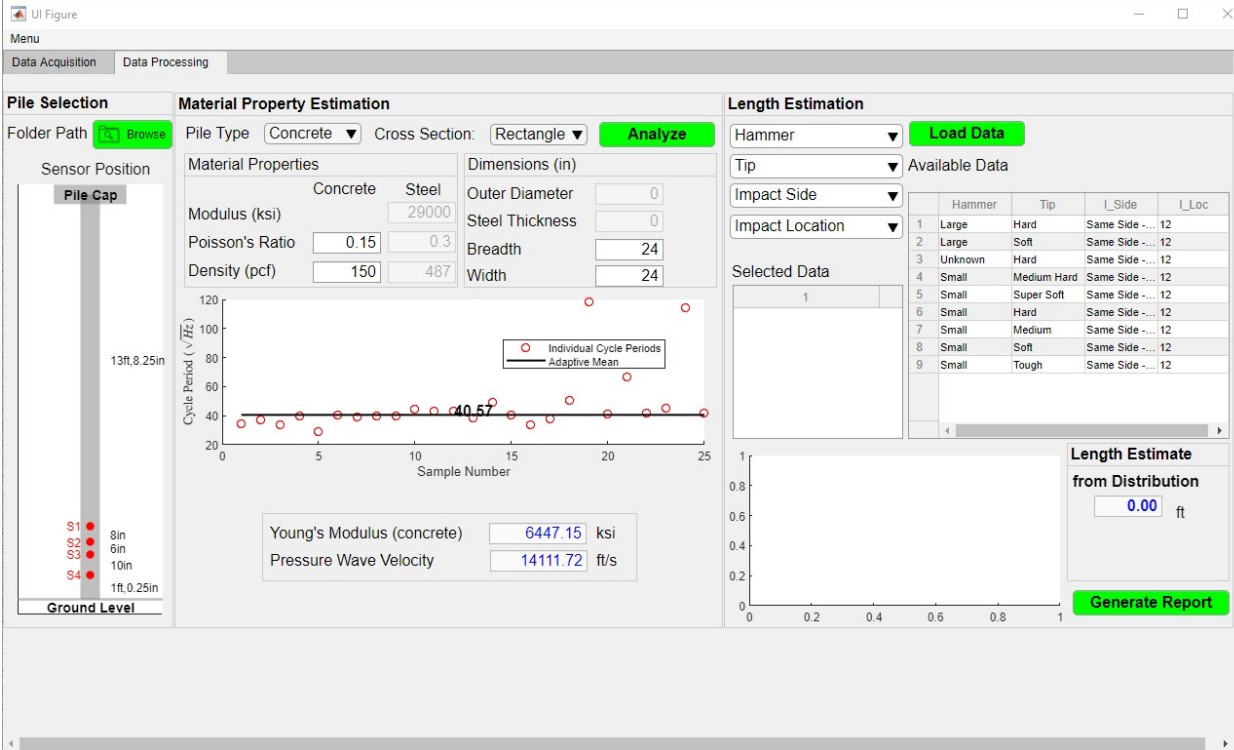 UI Figure
Menu
Data Acquisition Data Processing
Pile Selection
Folder Path Browse
Sensor Position
Pile Cap
13ft,8.25in
S1
8in
S2
6in
S3
10in
S4
1ft,0.25in
Ground Level
Material Property Estimation
Pile Type Concrete Cross Section: Rectangle Analyze
Material Properties
Concrete Steel
Modulus (ksi) 29000
Poisson's Ratio 0.15 0.3
Density (pcf) 150 487
Dimensions (in)
Outer Diameter 0
Steel Thickness 0
Breadth 24
Width 24
Cycle Period (√Hz)
120
100
80
60
40
20
Individual Cycle Periods
Adaptive Mean
40.57
0 5 10 15 20 25
Sample Number
Young's Modulus (concrete) 6447.15 ksi
Pressure Wave Velocity 14111.72 ft/s
Length Estimation
Hammer
Tip
Impact Side
Impact Location
Load Data
Available Data
Hammer Tip I_Side I_Loc
1 Large Hard Same Side -... 12
2 Large Soft Same Side -... 12
3 Unknown Hard Same Side -... 12
4 Small Medium Hard Same Side -... 12
5 Small Super Soft Same Side -... 12
6 Small Hard Same Side -... 12
7 Small Medium Same Side -... 12
8 Small Soft Same Side -... 12
9 Small Tough Same Side -... 12
Selected Data
1
1
0.8
0.6
0.4
0.2
0
0 0.2 0.4 0.6 0.8 1
Length Estimate
from Distribution
0.00 ft
Generate Report